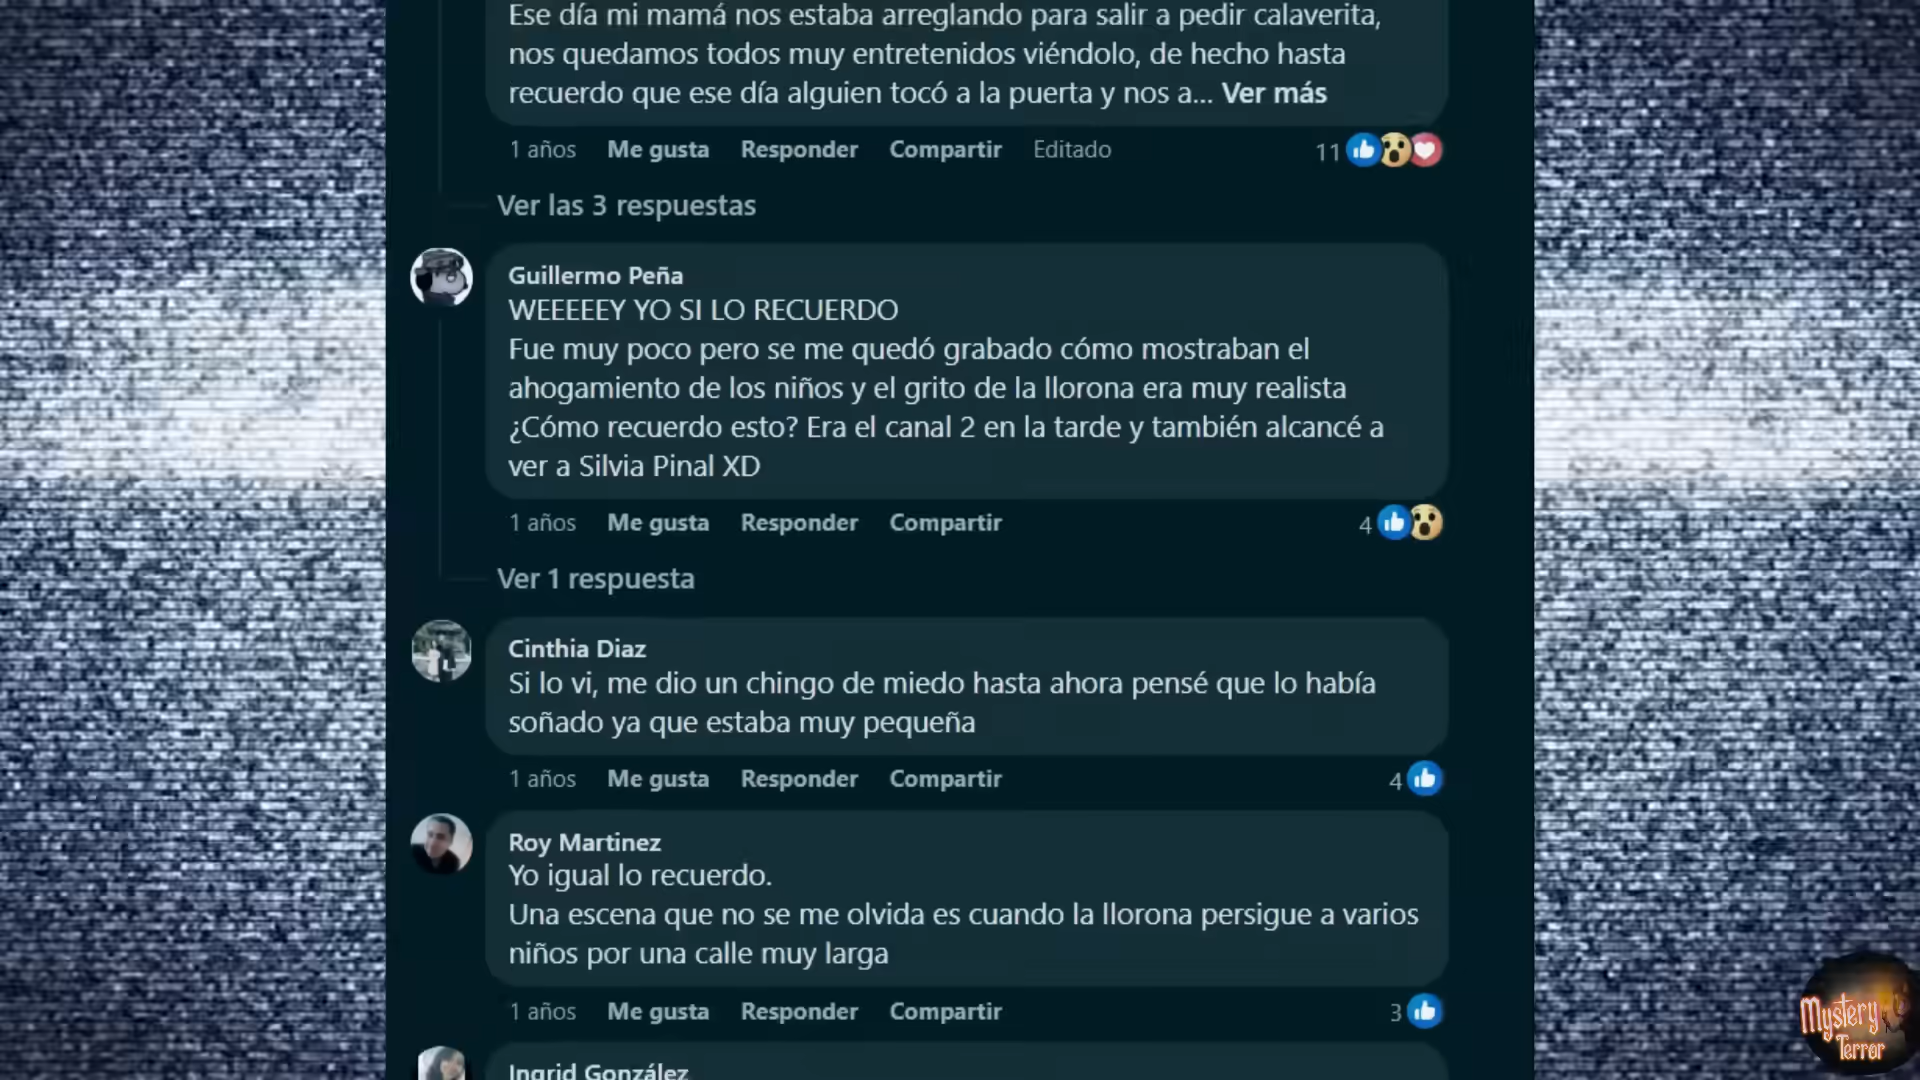 Ese día mi mamá nos estaba arreglando para salir a pedir calaverita,
nos quedamos todos muy entretenidos viéndolo, de hecho hasta
recuerdo que ese día alguien tocó a la puerta y nos a... Ver más
1 años Me gusta Responder Compartir Editado 11
Ver las 3 respuestas
Guillermo Peña
WEEEEEY YO SI LO RECUERDO
Fue muy poco pero se me quedó grabado cómo mostraban el
ahogamiento de los niños y el grito de la llorona era muy realista
¿Cómo recuerdo esto? Era el canal 2 en la tarde y también alcancé a
ver a Silvia Pinal XD
1 años Me gusta Responder Compartir 4
Ver 1 respuesta
Cinthia Diaz
Si lo vi, me dio un chingo de miedo hasta ahora pensé que lo había
soñado ya que estaba muy pequeña
1 años Me gusta Responder Compartir 4
Roy Martinez
Yo igual lo recuerdo.
Una escena que no se me olvida es cuando la llorona persigue a varios
niños por una calle muy larga
1 años Me gusta Responder Compartir 3
Ingrid González
Mystery
Terror